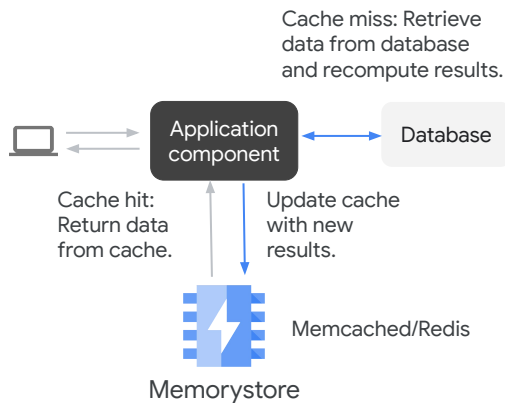 Cache miss: Retrieve
data from database
and recompute results.
Application
component
Database
Cache hit:
Return data
from cache.
Update cache
with new
results.
Memcached/Redis
Memorystore